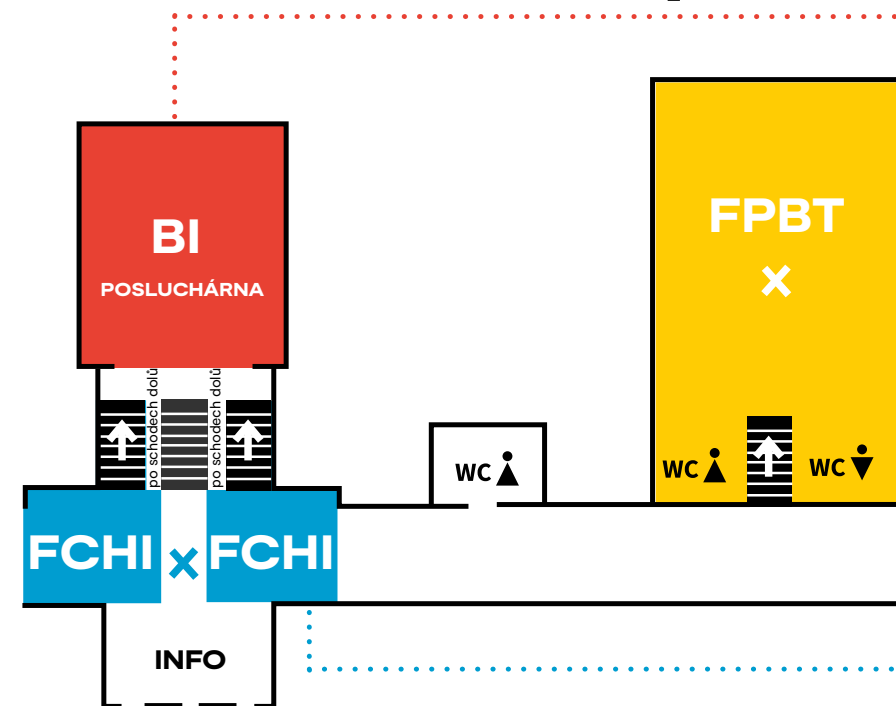 BI
POSLUCHÁRNA
FPBT
x
po schodech dolů
po schodech dolů
WC
WC
WC
FCHI x FCHI
INFO